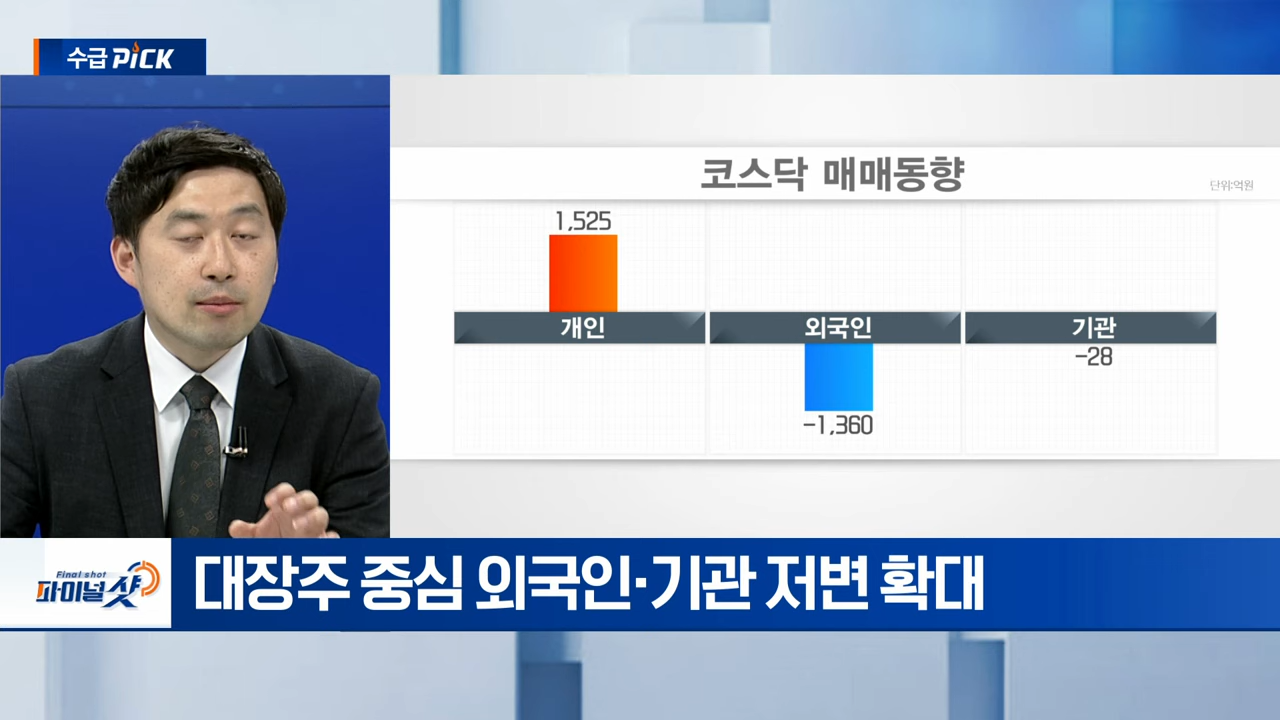 수급 PiCK
코스닥 매매동향
단위:억원
1,525
개인
외국인
기관
-28
-1,360
Final shot
파이널샷
대장주 중심 외국인·기관 저변 확대